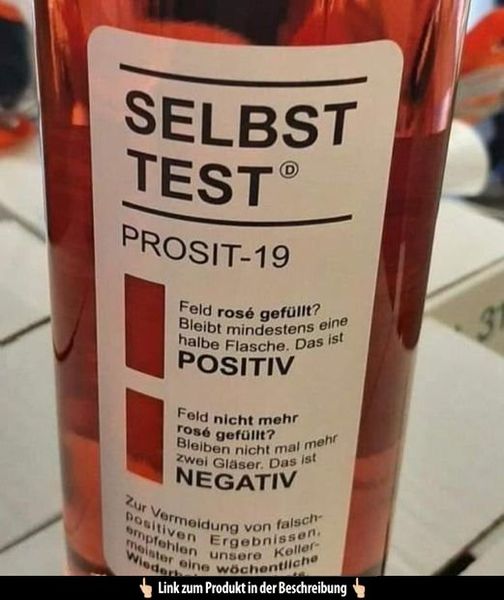 SELBST
TEST Ⓓ
PROSIT-19
Feld rosé gefüllt?
Bleibt mindestens eine
halbe Flasche. Das ist
POSITIV
Feld nicht mehr
rosé gefüllt?
Bleiben nicht mal mehr
zwei Gläser. Das ist
NEGATIV
Zur Vermeidung von falsch-
positiven Ergebnissen,
empfehlen unsere Keller-
meister eine wöchentliche
👆 Link zum Produkt in der Beschreibung 👆